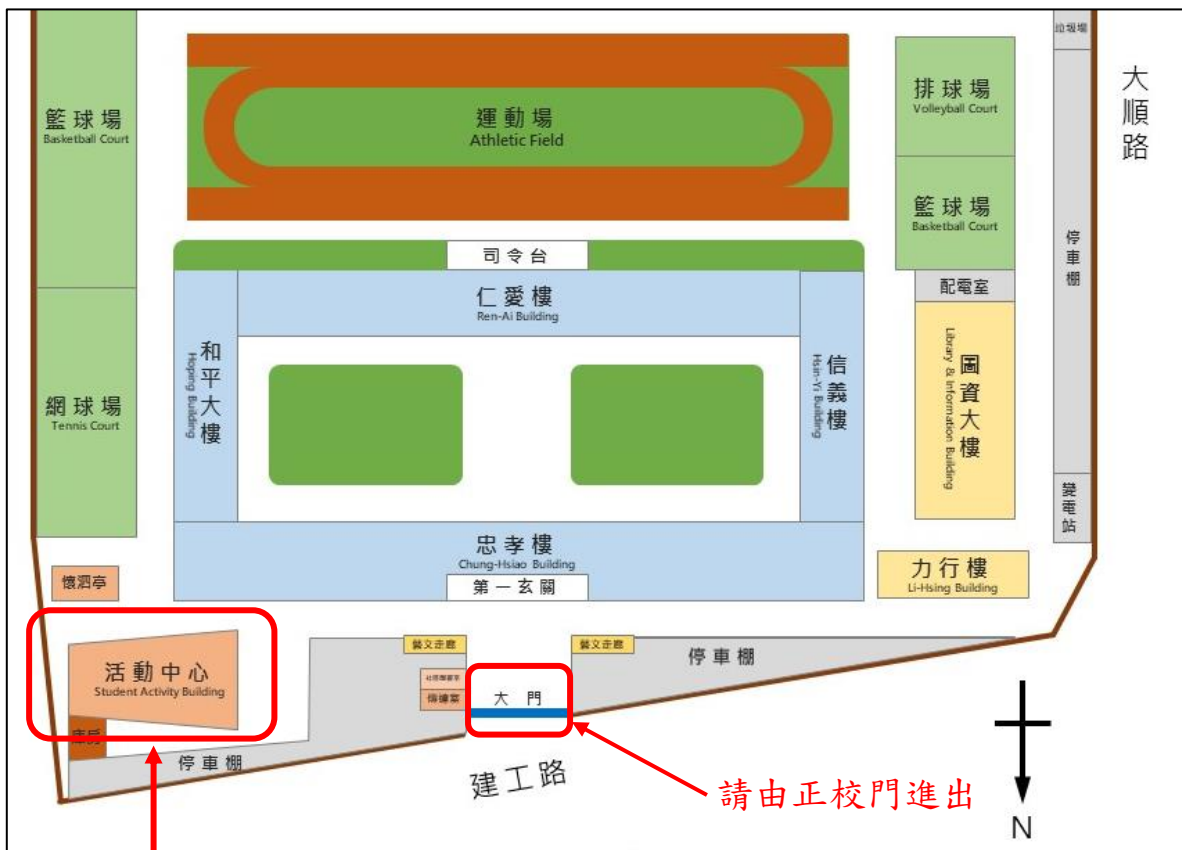 垃圾場
大順路
籃球場
Basketball Court
運動場
Athletic Field
排球場
Volleyball Court
籃球場
Basketball Court
停車棚
司令台
配電室
仁愛樓
Ren-Ai Building
和平大樓
Hoping Building
信義樓
Hsin-Yi Building
圖資大樓
Library & Information Building
網球場
Tennis Court
變電站
忠孝樓
Chung-Hsiao Building
第一玄關
力行樓
Li-Hsing Building
懷泗亭
藝文走廊
藝文走廊
停車棚
活動中心
Student Activity Building
傳達室
大門
庫房
停車棚
建工路
請由正校門進出
N